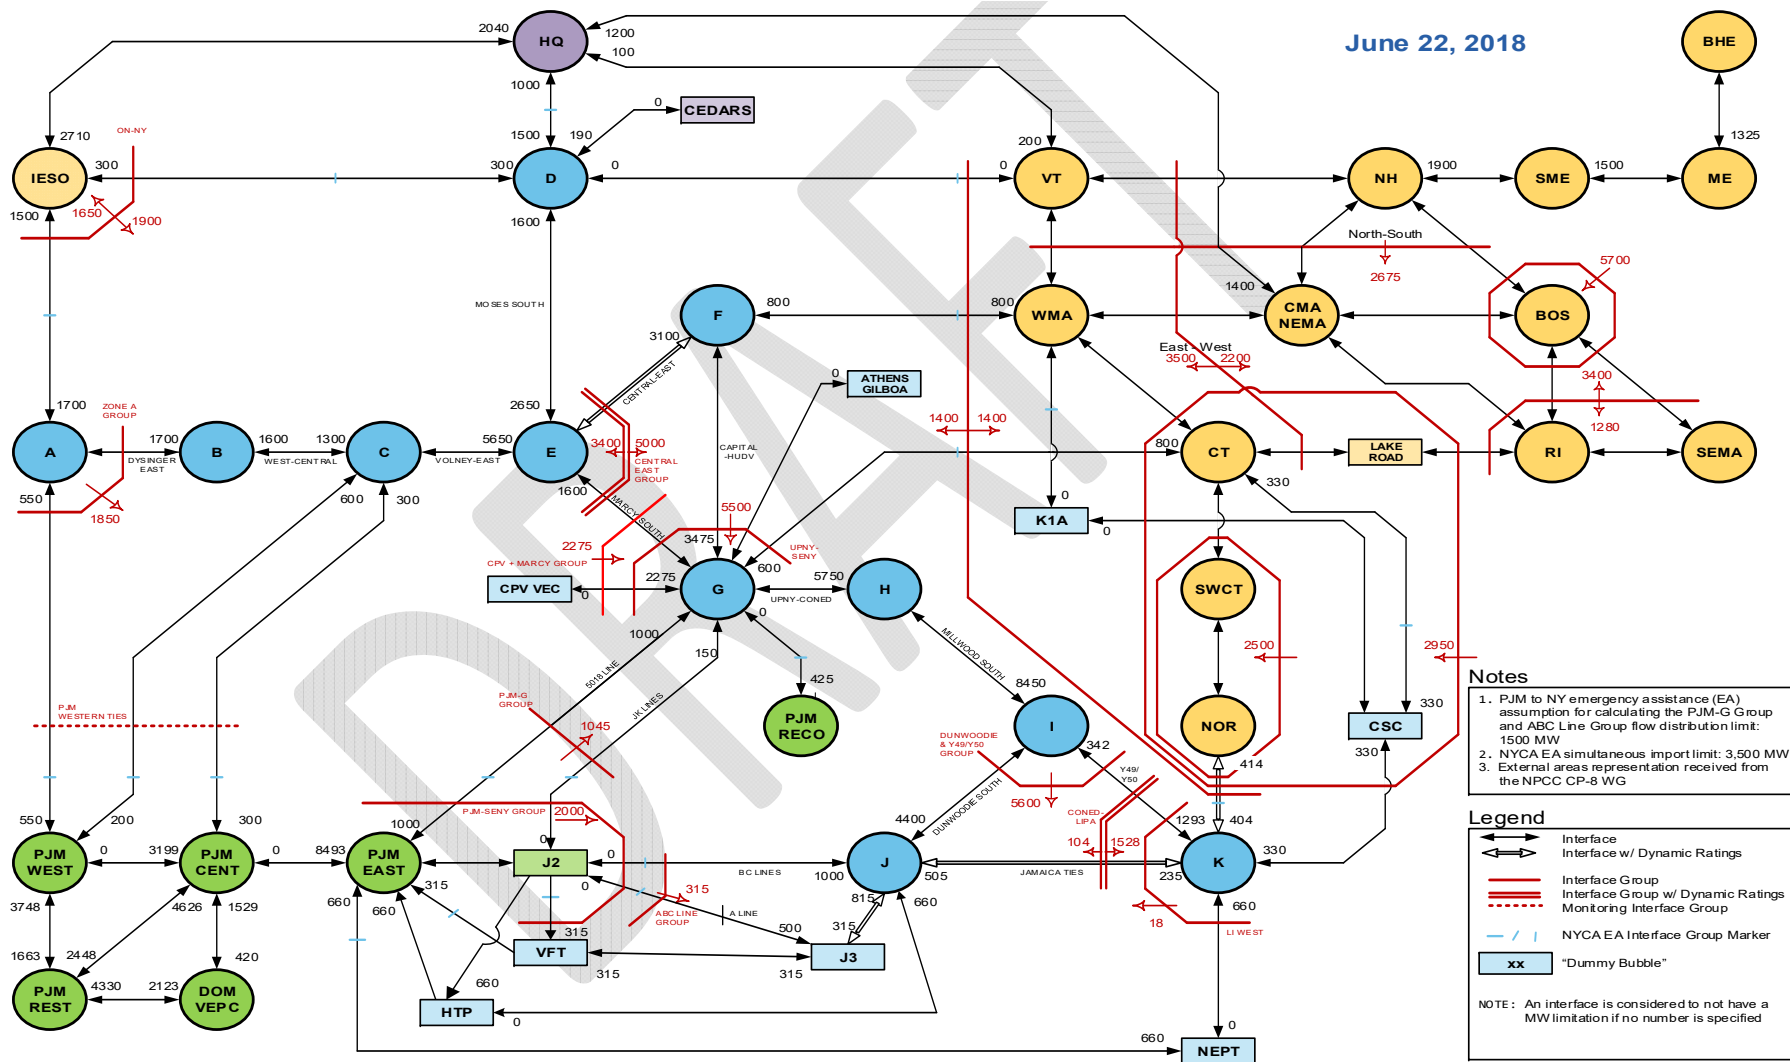 June 22, 2018
DRAFT
HQ
2040
1200
100
1000
BHE
0
CEDARS
1325
2710
ON-NY
1500
190
200
IESO
300
300
D
0
0
VT
NH
1900
SME
1500
ME
1500
1650
1900
1600
North-South
2675
5700
MOSES SOUTH
F
800
3100
800
WMA
1400
CMA
NEMA
BOS
East - West
3500
2200
CENTRAL-EAST
0
ATHENS
GILBOA
3400
1280
1700
ZONE A
GROUP
2650
1400
1400
A
1700
DYSINGER
EAST
B
1600
WEST-CENTRAL
1300
C
5650
VOLNEY-EAST
E
3400
5000
CENTRAL
EAST
GROUP
CAPITAL
-HUDV
800
CT
LAKE
ROAD
RI
SEMA
550
1850
600
300
1600
MARCY SOUTH
5500
330
0
K1A
0
2275
CPV + MARCY GROUP
3475
UPNY-
SENY
600
CPV VEC
0
2275
G
5750
UPNY-CONED
H
SWCT
0
1000
150
5018 LINE
JK LINES
MILLWOOD SOUTH
2500
2950
425
PJM
RECO
8450
I
NOR
CSC
330
330
PJM
WESTERN TIES
PJM-G
GROUP
1045
DUNWOODIE
& Y49/Y50
GROUP
342
Y49/
Y50
414
5600
DUNWOODIE SOUTH
CONED-
LIPA
Notes
1. PJM to NY emergency assistance (EA)
assumption for calculating the PJM-G Group
and ABC Line Group flow distribution limit:
1500 MW
2. NYCA EA simultaneous import limit: 3,500 MW
3. External areas representation received from
the NPCC CP-8 WG
550
200
300
1000
PJM-SENY GROUP
2000
0
4400
104
1528
1293
404
PJM
WEST
0
3199
PJM
CENT
0
8493
PJM
EAST
J2
0
BC LINES
J
1000
505
JAMAICA TIES
235
K
330
3748
4626
1529
315
660
660
0
315
ABC LINE
GROUP
A LINE
815
660
18
660
LI WEST
1663
2448
420
315
VFT
315
500
315
315
J3
PJM
REST
4330
2123
DOM
VEPC
HTP
660
0
0
660
NEPT
Legend
Interface
Interface w/ Dynamic Ratings
Interface Group
Interface Group w/ Dynamic Ratings
Monitoring Interface Group
NYCA EA Interface Group Marker
xx
"Dummy Bubble"
NOTE: An interface is considered to not have a
MW limitation if no number is specified